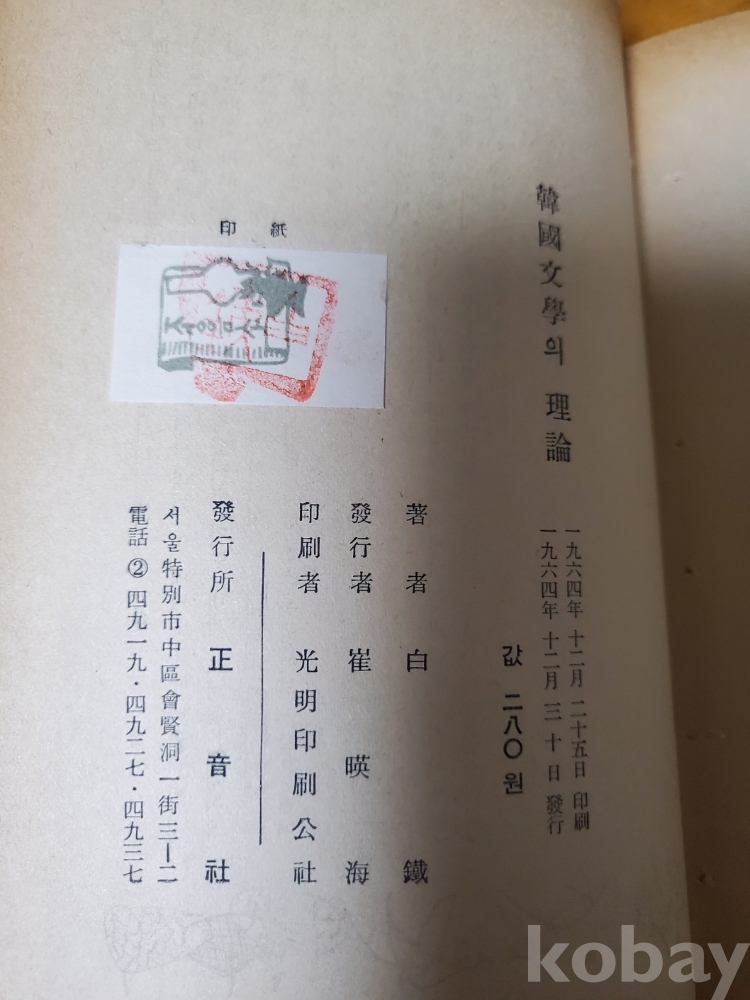 韓國文學의 理論
一九六四年 十二月 二十五日 印刷
一九六四年 十二月 三十日 發行
값 二八〇원
著者 白鐵
發行者 崔暎海
印刷者 光明印刷公社
發行所 正音社
서울特別市中區會賢洞一街三—二
電話 ② 四九一九·四九二七·四九三七
印紙
정음사
kobay